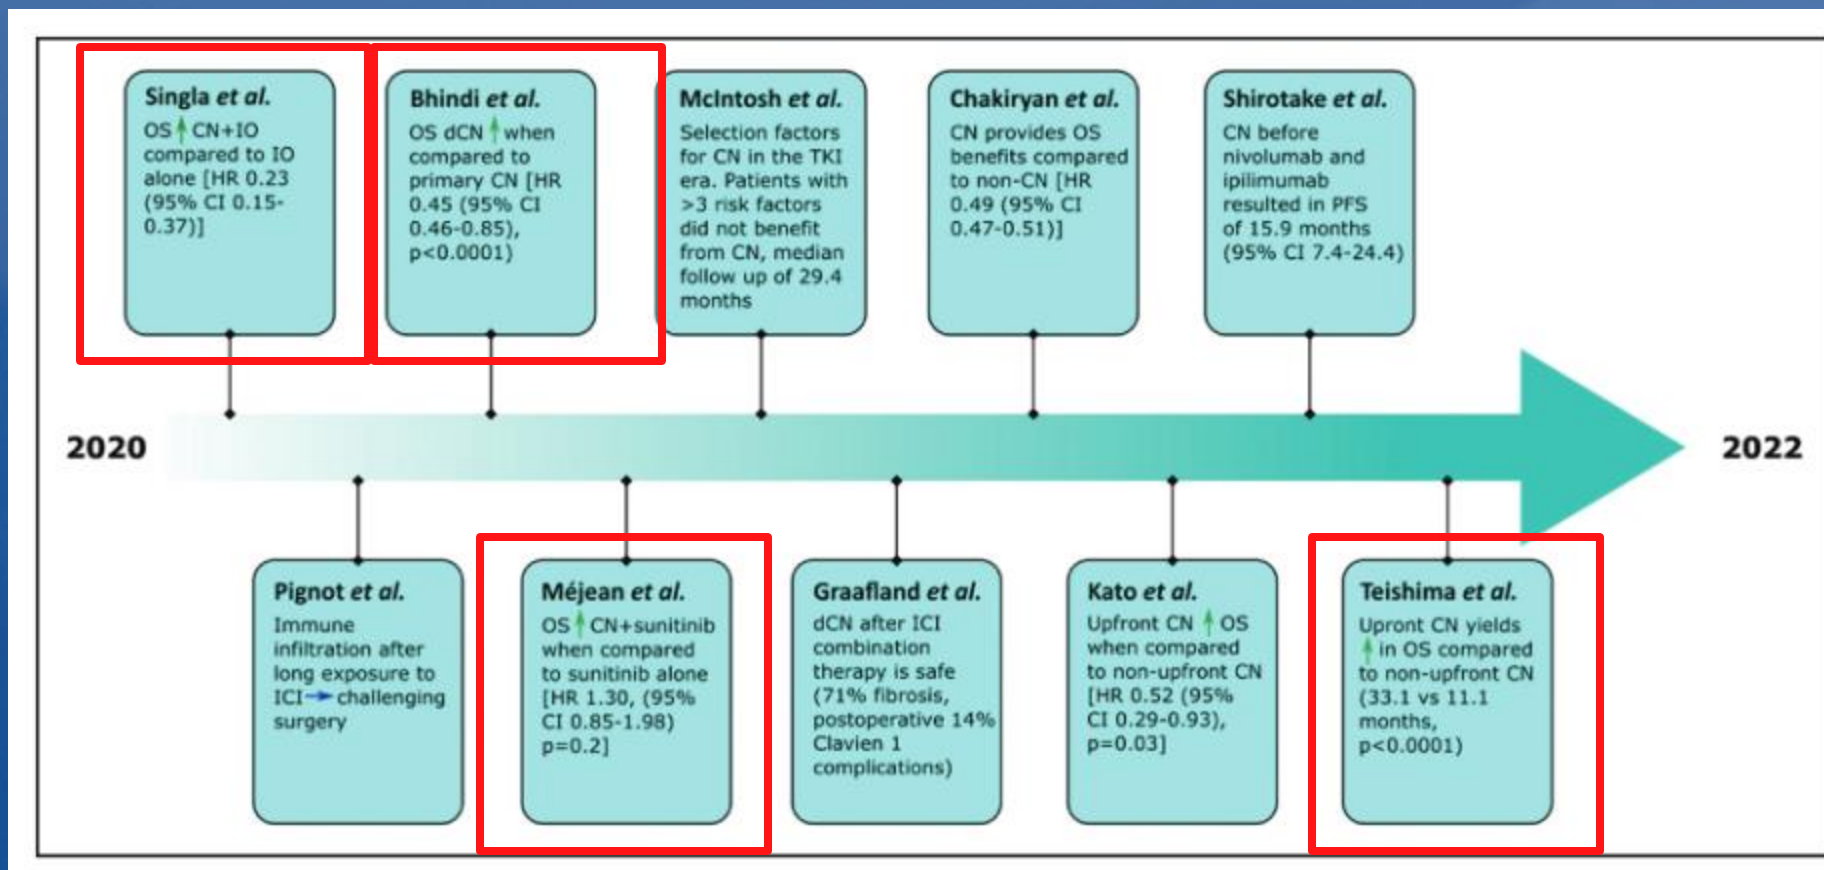 Singla et al.
OS CN+IO
compared to IO
alone [HR 0.23
(95% CI 0.15-
0.37)]
Bhindi et al.
OS dCN when
compared to
primary CN [HR
0.45 (95% CI
0.46-0.85),
p<0.0001)
McIntosh et al.
Selection factors
for CN in the TKI
era. Patients with
>3 risk factors
did not benefit
from CN, median
follow up of 29.4
months
Chakiryan et al.
CN provides OS
benefits compared
to non-CN [HR
0.49 (95% CI
0.47-0.51)]
Shirotake et al.
CN before
nivolumab and
ipilimumab
resulted in PFS
of 15.9 months
(95% CI 7.4-24.4)
2020
2022
Pignot et al.
Immune
infiltration after
long exposure to
ICI challenging
surgery
Méjean et al.
OS CN+sunitinib
when compared
to sunitinib alone
[HR 1.30, (95%
CI 0.85-1.98)
p=0.2]
Graafland et al.
dCN after ICI
combination
therapy is safe
(71% fibrosis,
postoperative 14%
Clavien 1
complications)
Kato et al.
Upfront CN OS
when compared
to non-upfront CN
[HR 0.52 (95%
CI 0.29-0.93),
p=0.03]
Teishima et al.
Upront CN yields
in OS compared
to non-upfront CN
(33.1 vs 11.1
months,
p<0.0001)